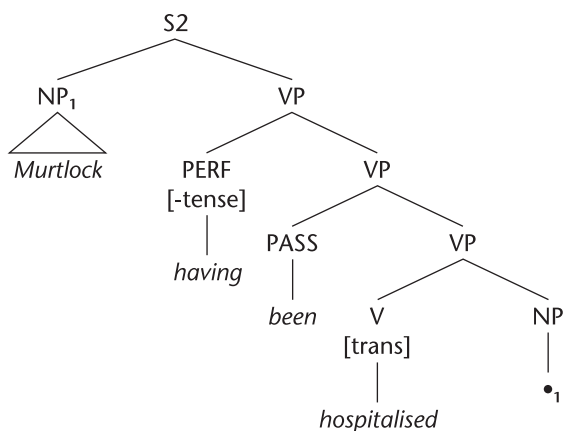 S2
NP₁ VP
Murtlock PERF VP
[-tense]
PASS VP
having
been V NP
[trans]
•₁
hospitalised